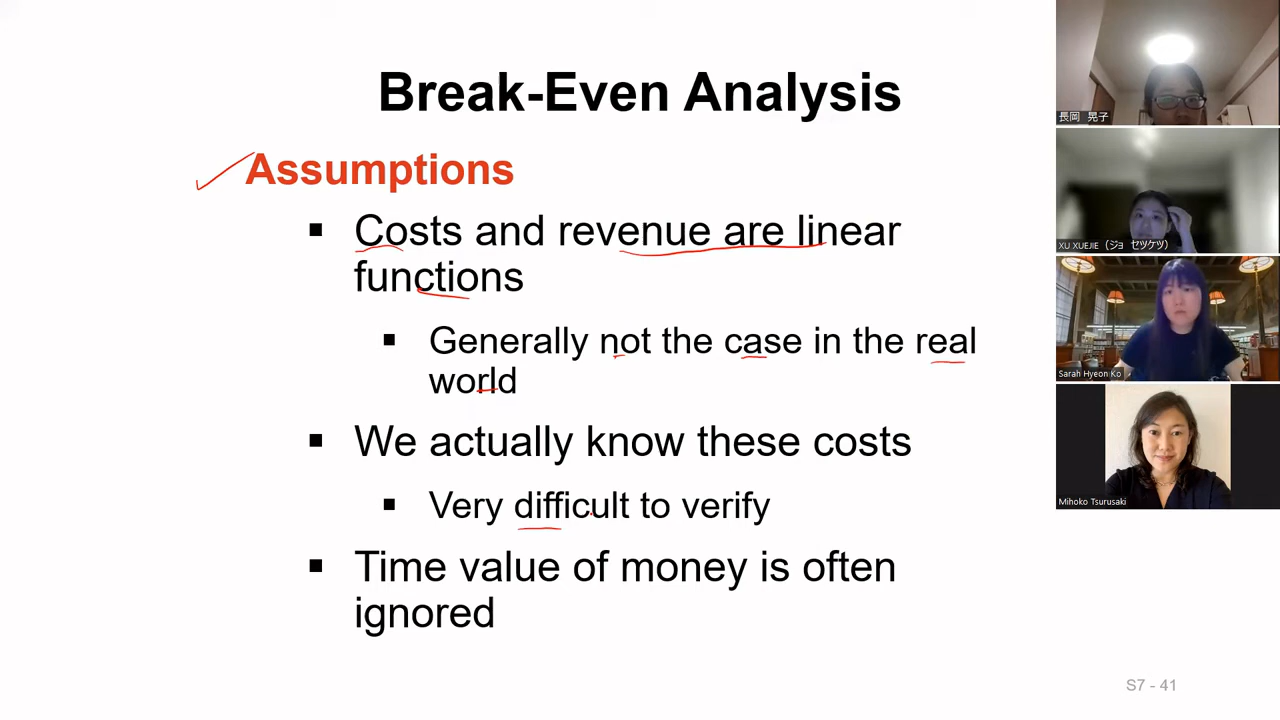 Break-Even Analysis
Assumptions
▪ Costs and revenue are linear
functions
▪ Generally not the case in the real
world
▪ We actually know these costs
▪ Very difficult to verify
▪ Time value of money is often
ignored
S7 - 41
長岡 晃子
XU XUEJIE（ジョ セツケツ）
Sarah Hyeon Ko
Mihoko Tsurusaki